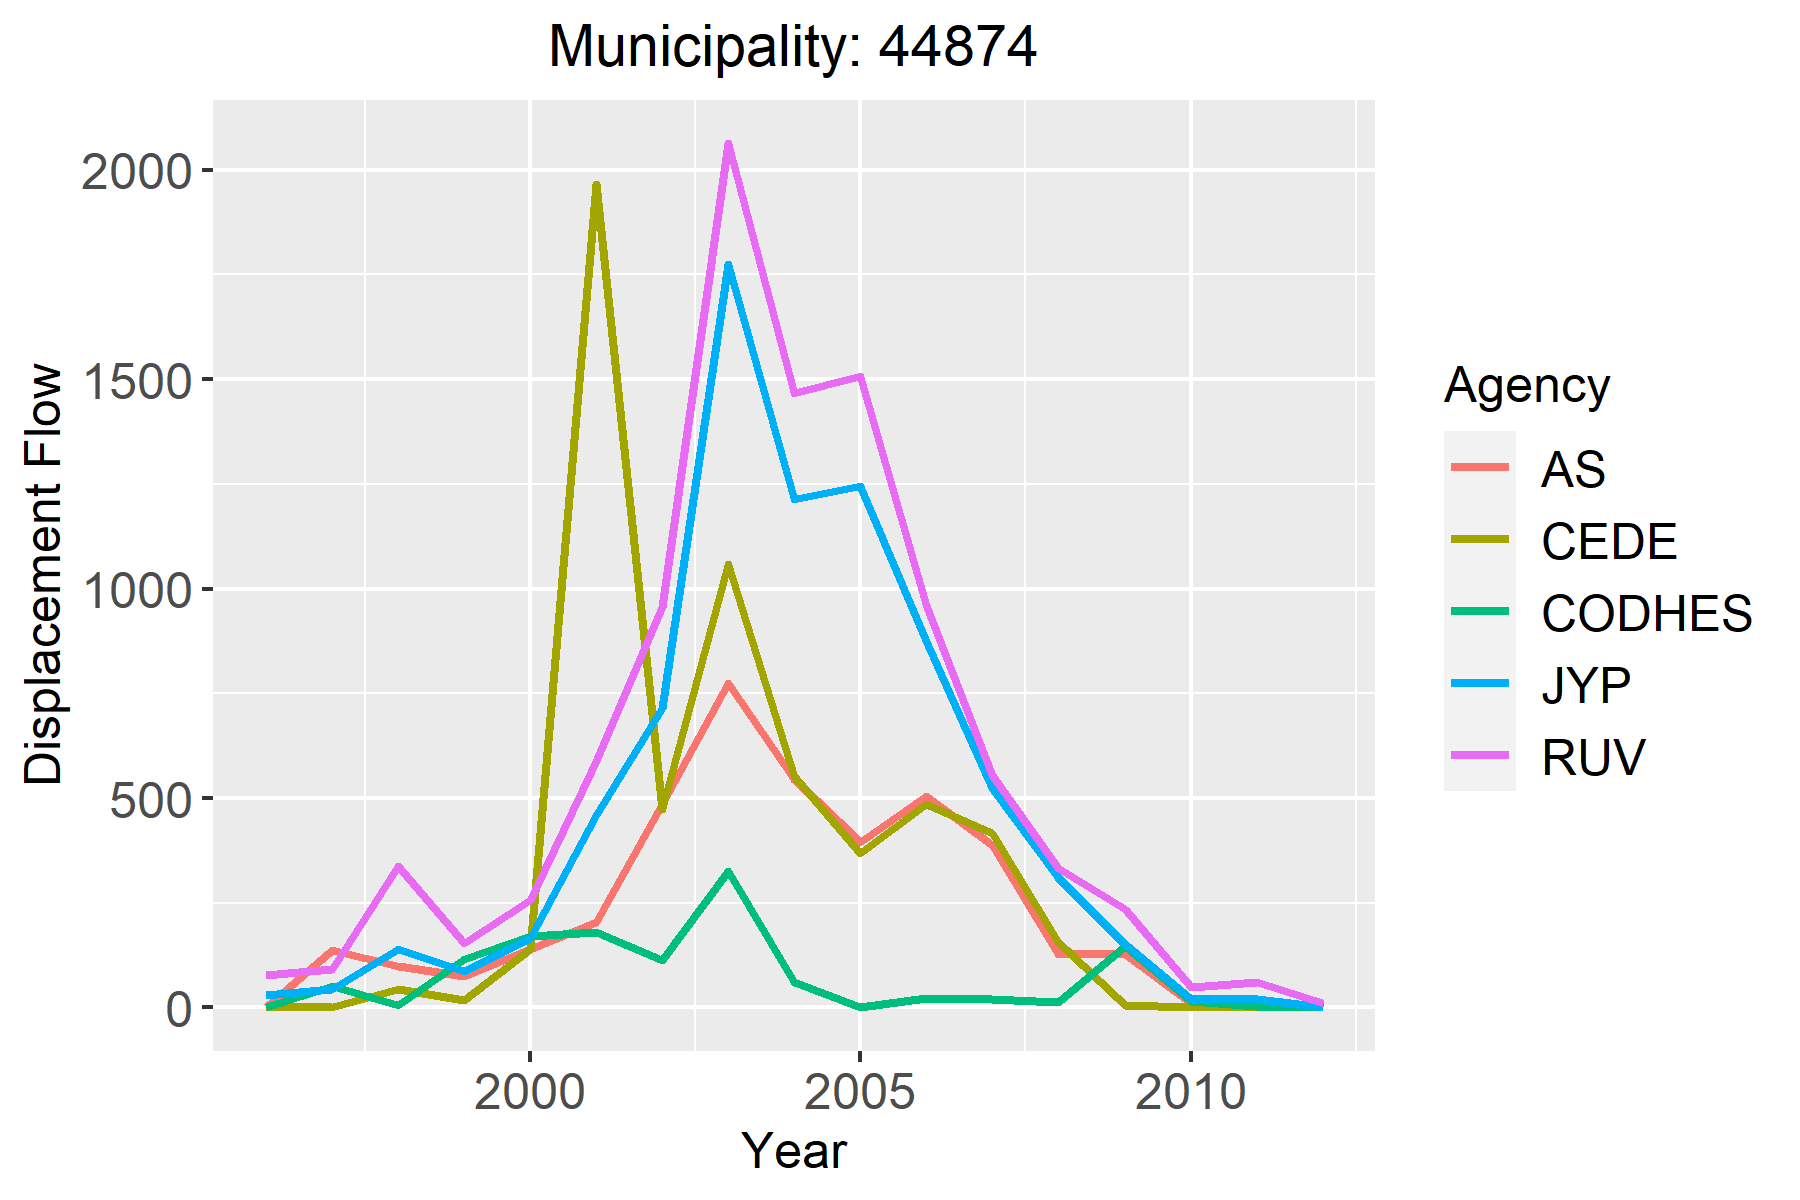 Municipality: 44874
Displacement Flow
2000
1500
1000
500
0
2000 2005 2010
Year
Agency
AS
CEDE
CODHES
JYP
RUV